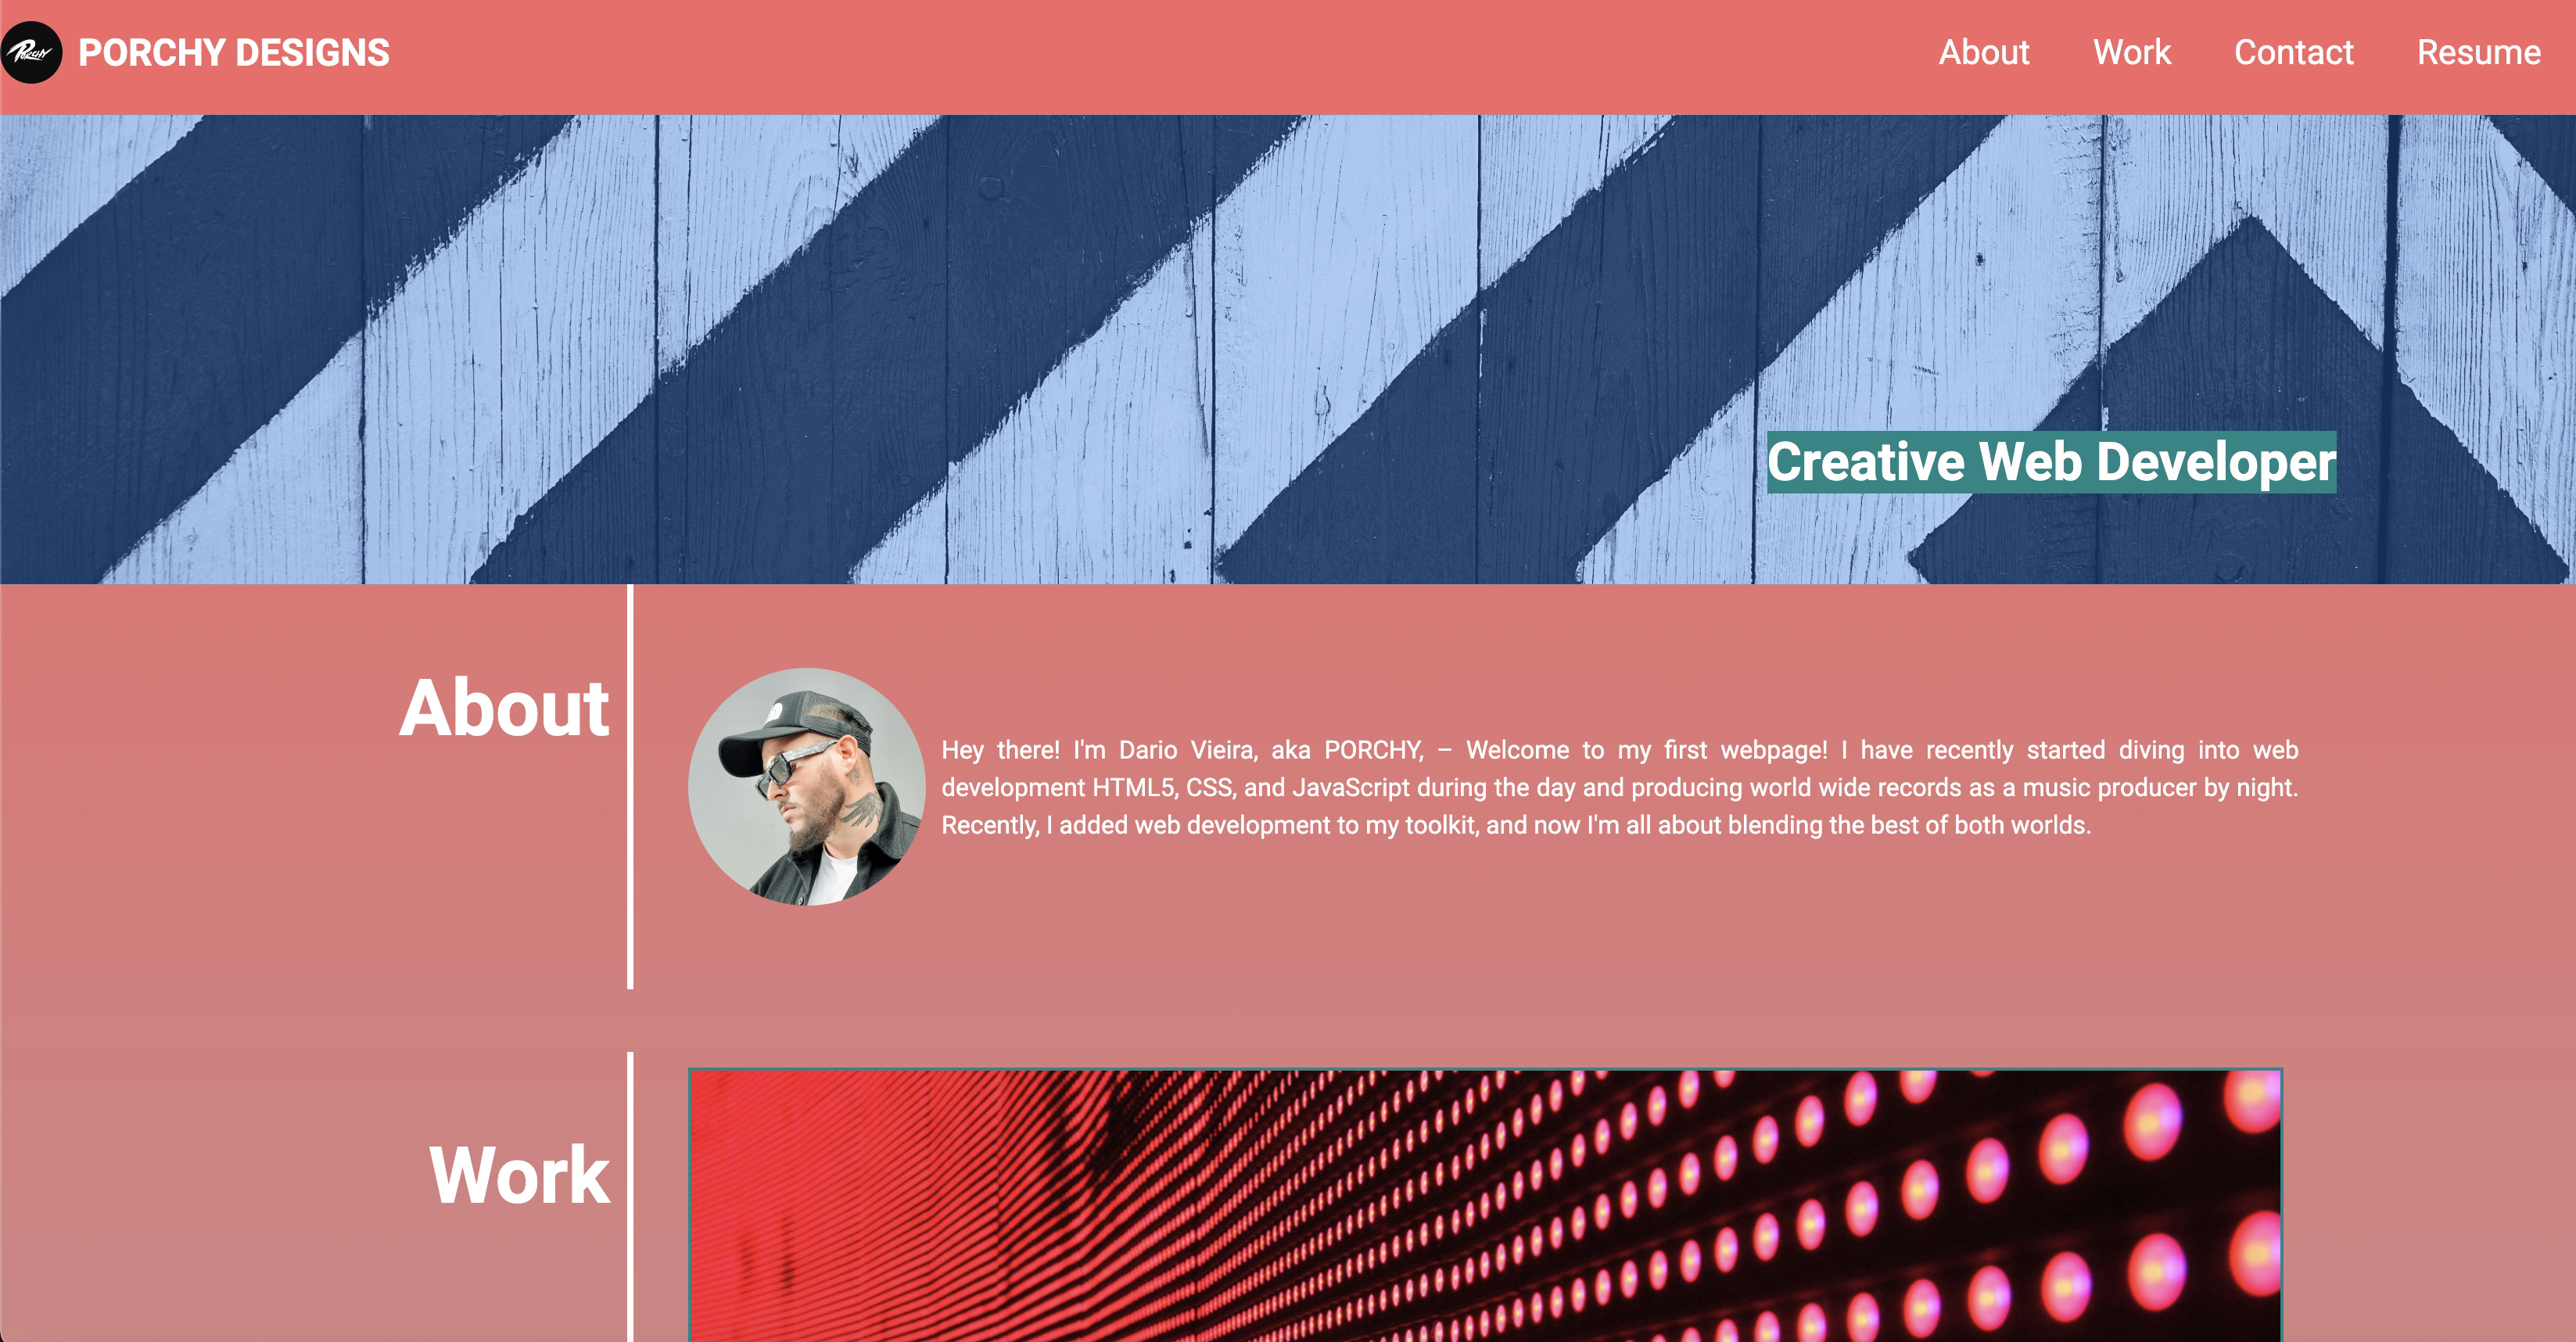 PORCHY
PORCHY DESIGNS
About
Work
Contact
Resume
Creative Web Developer
About
Hey there! I'm Dario Vieira, aka PORCHY, – Welcome to my first webpage! I have recently started diving into web
development HTML5, CSS, and JavaScript during the day and producing world wide records as a music producer by night.
Recently, I added web development to my toolkit, and now I'm all about blending the best of both worlds.
Work